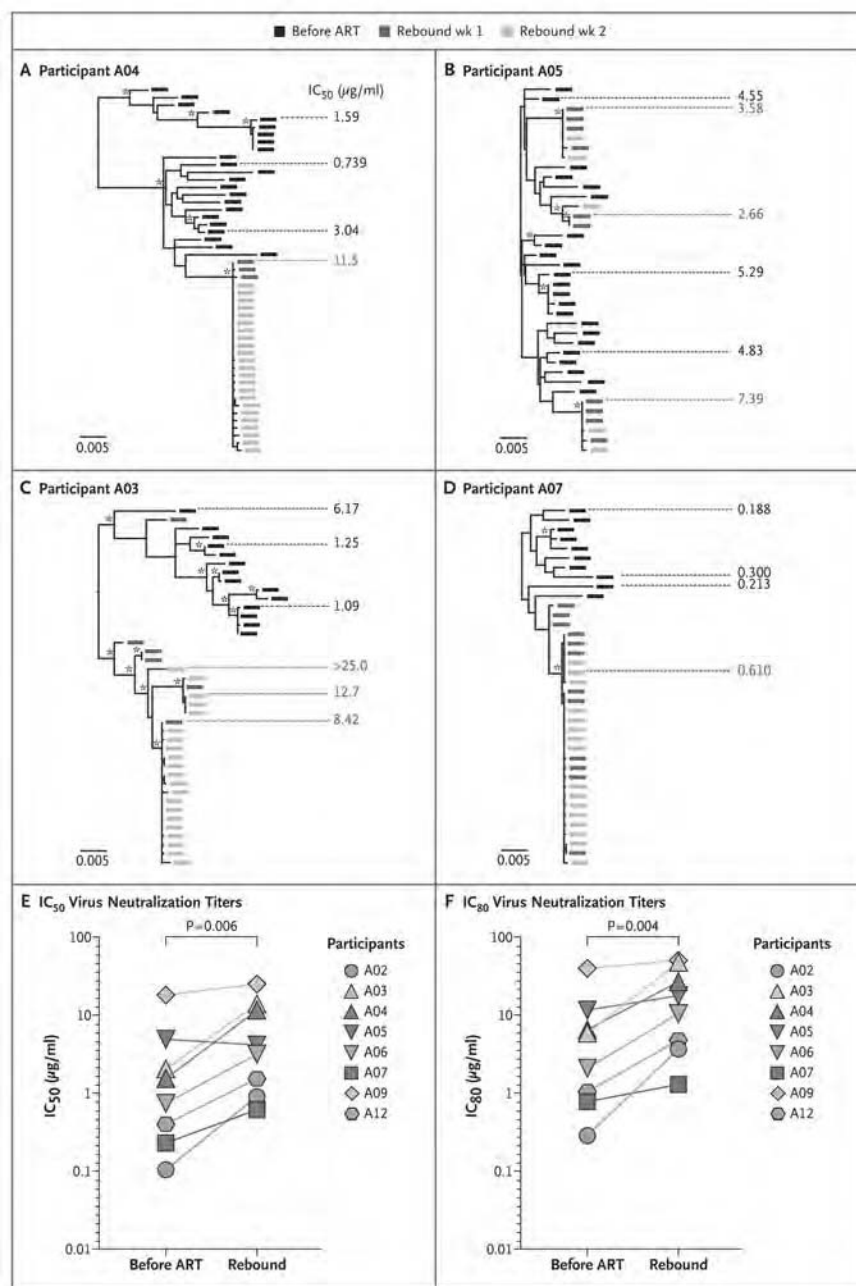 Before ART Rebound wk 1 Rebound wk 2
A Participant A04
IC50 (μg/ml)
1.59
0.739
3.04
11.5
0.005
B Participant A05
4.55
3.58
2.66
5.29
4.83
7.39
0.005
C Participant A03
6.17
1.25
1.09
>25.0
12.7
8.42
0.005
D Participant A07
0.188
0.300
0.213
0.610
0.005
E IC50 Virus Neutralization Titers
P=0.006
100
10
1
0.1
0.01
IC50 (μg/ml)
Before ART Rebound
Participants
A02
A03
A04
A05
A06
A07
A09
A12
F IC80 Virus Neutralization Titers
P=0.004
100
10
1
0.1
0.01
IC80 (μg/ml)
Before ART Rebound
Participants
A02
A03
A04
A05
A06
A07
A09
A12